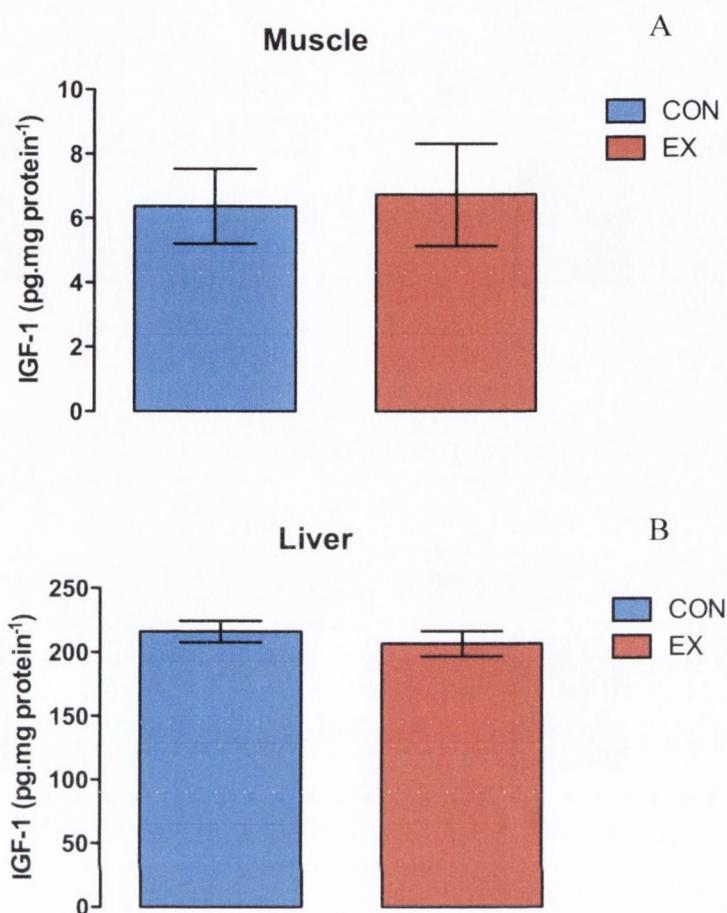 A
Muscle
IGF-1 (pg.mg protein⁻¹)
10
8
6
4
2
0
CON
EX
B
Liver
IGF-1 (pg.mg protein⁻¹)
250
200
150
100
50
0
CON
EX